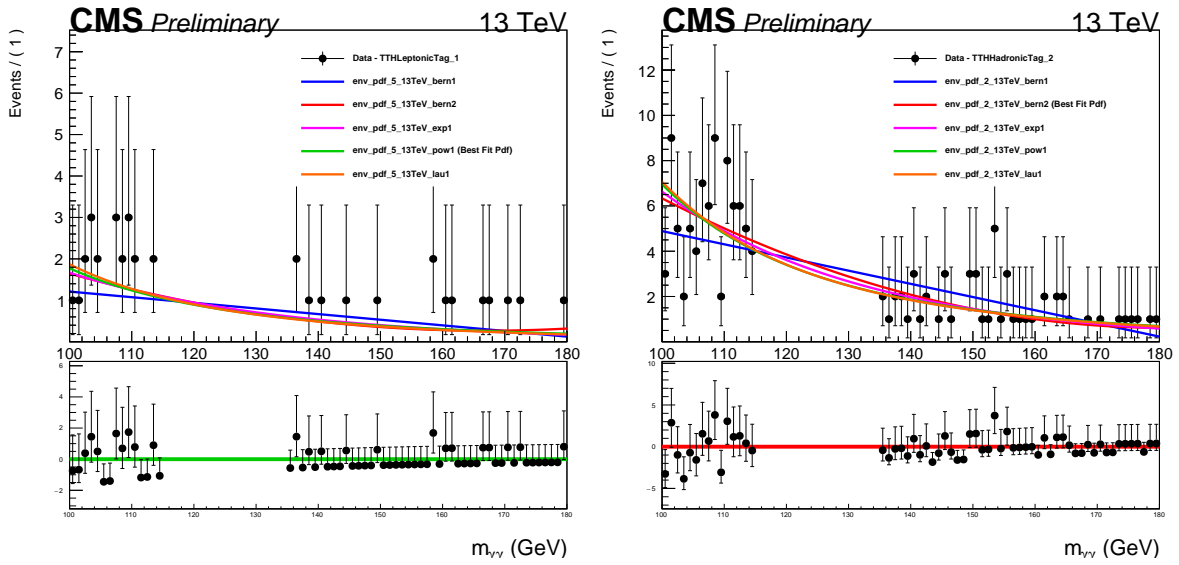 CMS Preliminary 13 TeV
Events / ( 1 )
7
6
5
4
3
2
1
Data - TTHLeptonicTag_1
env_pdf_5_13TeV_bern1
env_pdf_5_13TeV_bern2
env_pdf_5_13TeV_exp1
env_pdf_5_13TeV_pow1 (Best Fit Pdf)
env_pdf_5_13TeV_lau1
100 110 120 130 140 150 160 170 180
6
4
2
0
−2
100 110 120 130 140 150 160 170 180
mγγ (GeV)
CMS Preliminary 13 TeV
Events / ( 1 )
12
10
8
6
4
2
Data - TTHHadronicTag_2
env_pdf_2_13TeV_bern1
env_pdf_2_13TeV_bern2 (Best Fit Pdf)
env_pdf_2_13TeV_exp1
env_pdf_2_13TeV_pow1
env_pdf_2_13TeV_lau1
100 110 120 130 140 150 160 170 180
10
5
0
−5
100 110 120 130 140 150 160 170 180
mγγ (GeV)